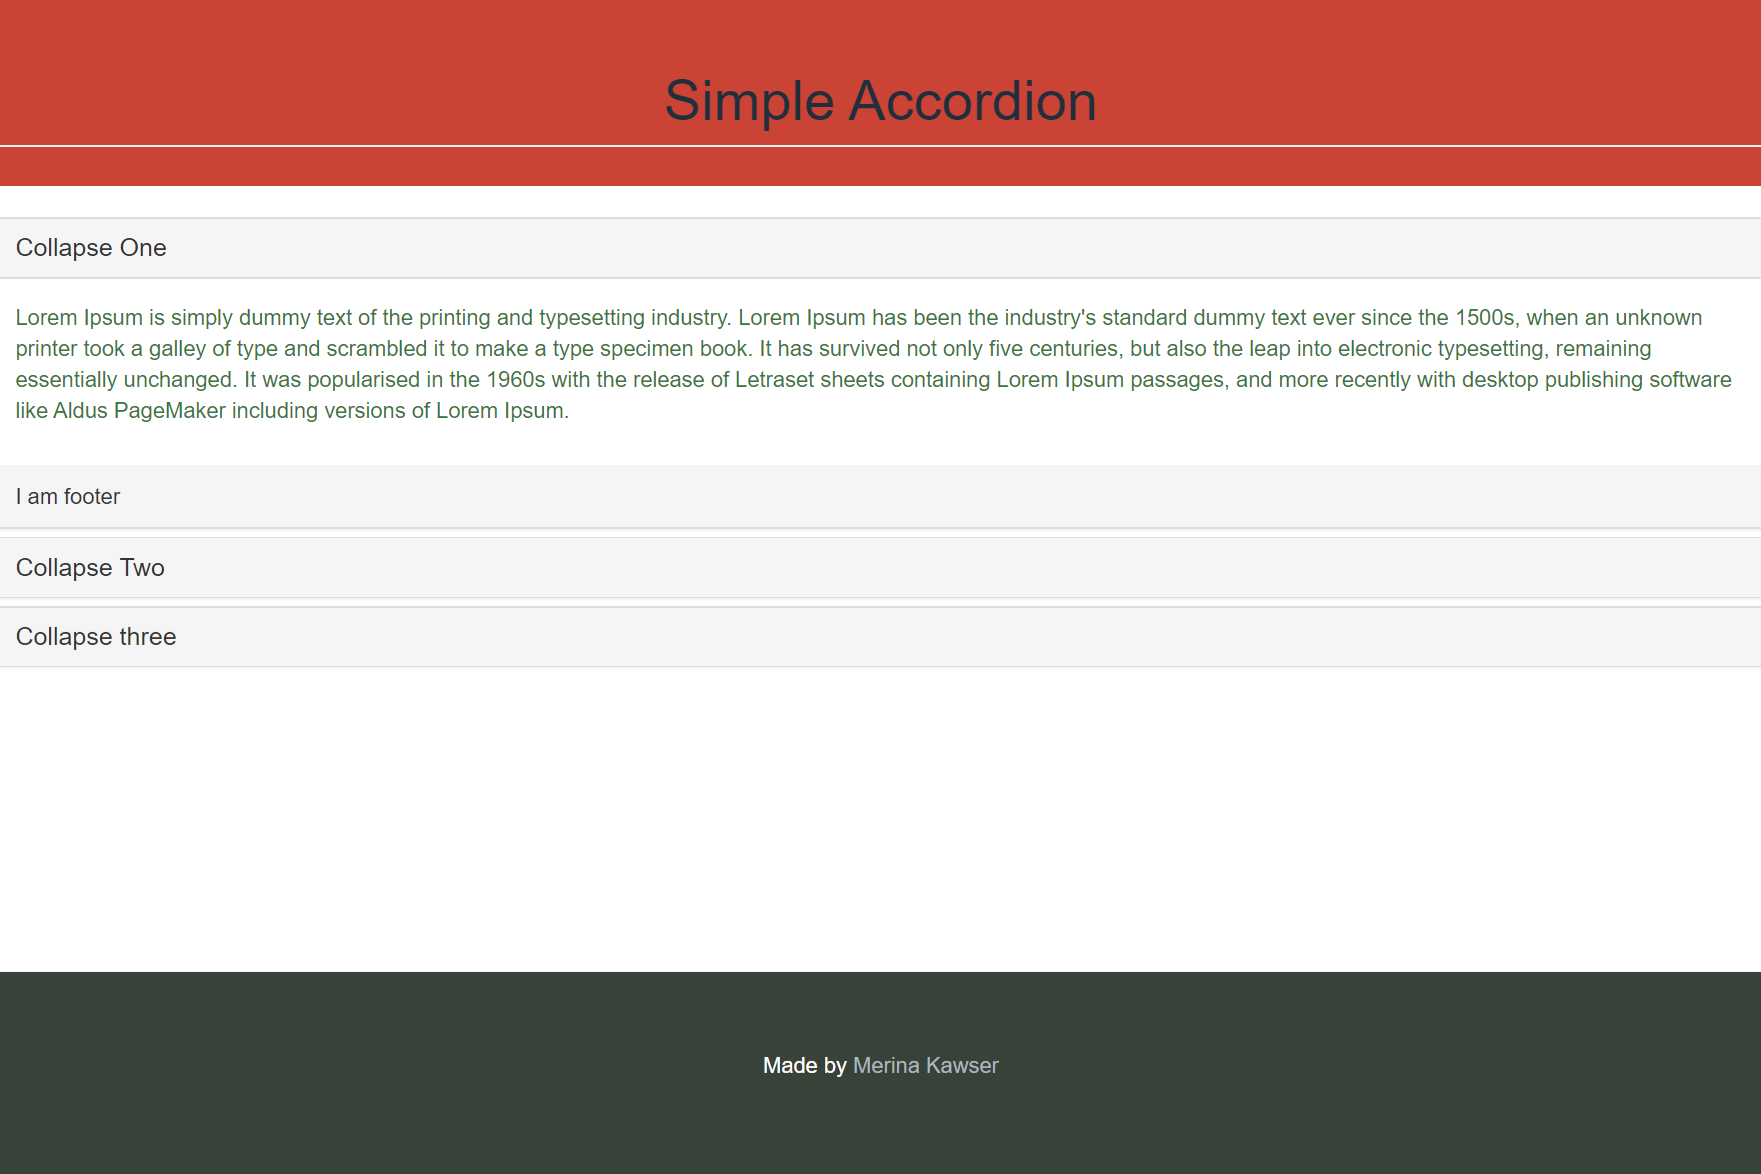 Simple Accordion
Collapse One
Lorem Ipsum is simply dummy text of the printing and typesetting industry. Lorem Ipsum has been the industry's standard dummy text ever since the 1500s, when an unknown
printer took a galley of type and scrambled it to make a type specimen book. It has survived not only five centuries, but also the leap into electronic typesetting, remaining
essentially unchanged. It was popularised in the 1960s with the release of Letraset sheets containing Lorem Ipsum passages, and more recently with desktop publishing software
like Aldus PageMaker including versions of Lorem Ipsum.
I am footer
Collapse Two
Collapse three
Made by Merina Kawser